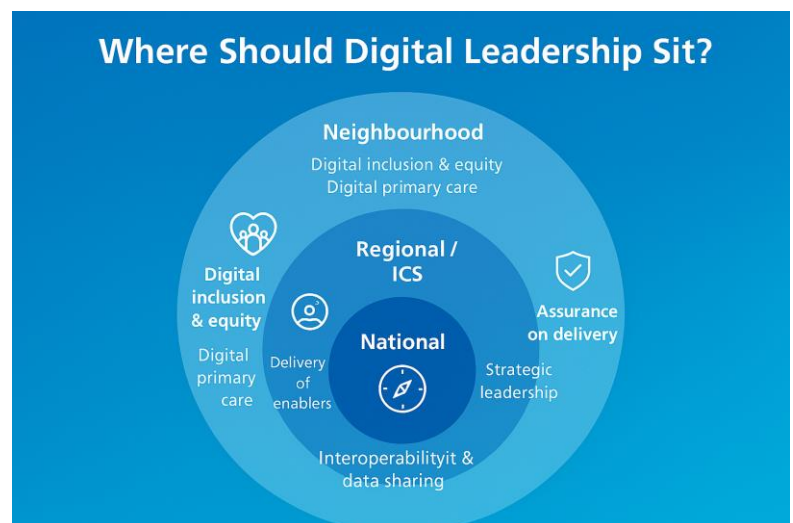 Where Should Digital Leadership Sit?
Neighbourhood
Digital inclusion & equity
Digital primary care
Regional /
ICS
Digital
inclusion
& equity
Digital
primary
care
Delivery
of
enablers
National
Assurance
on delivery
Strategic
leadership
Interoperabilityit &
data sharing